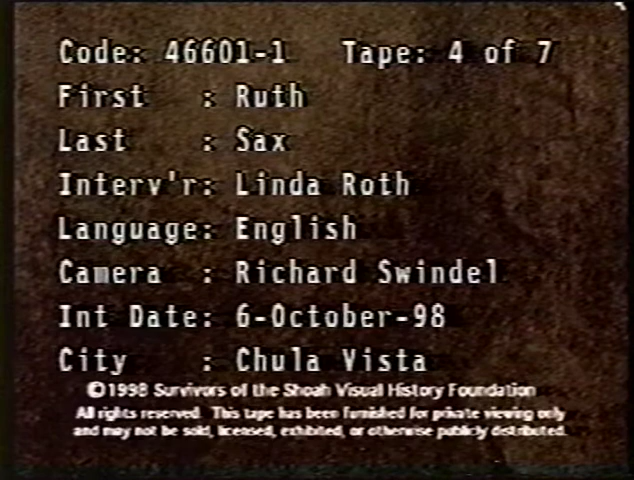 Code: 46601-1 Tape: 4 of 7
First : Ruth
Last : Sax
Interv'r: Linda Roth
Language: English
Camera : Richard Swindel
Int Date: 6-October-98
City : Chula Vista
©1998 Survivors of the Shoah Visual History Foundation
All rights reserved. This tape has been furnished for private viewing only
and may not be sold, licensed, exhibited, or otherwise publicly distributed.